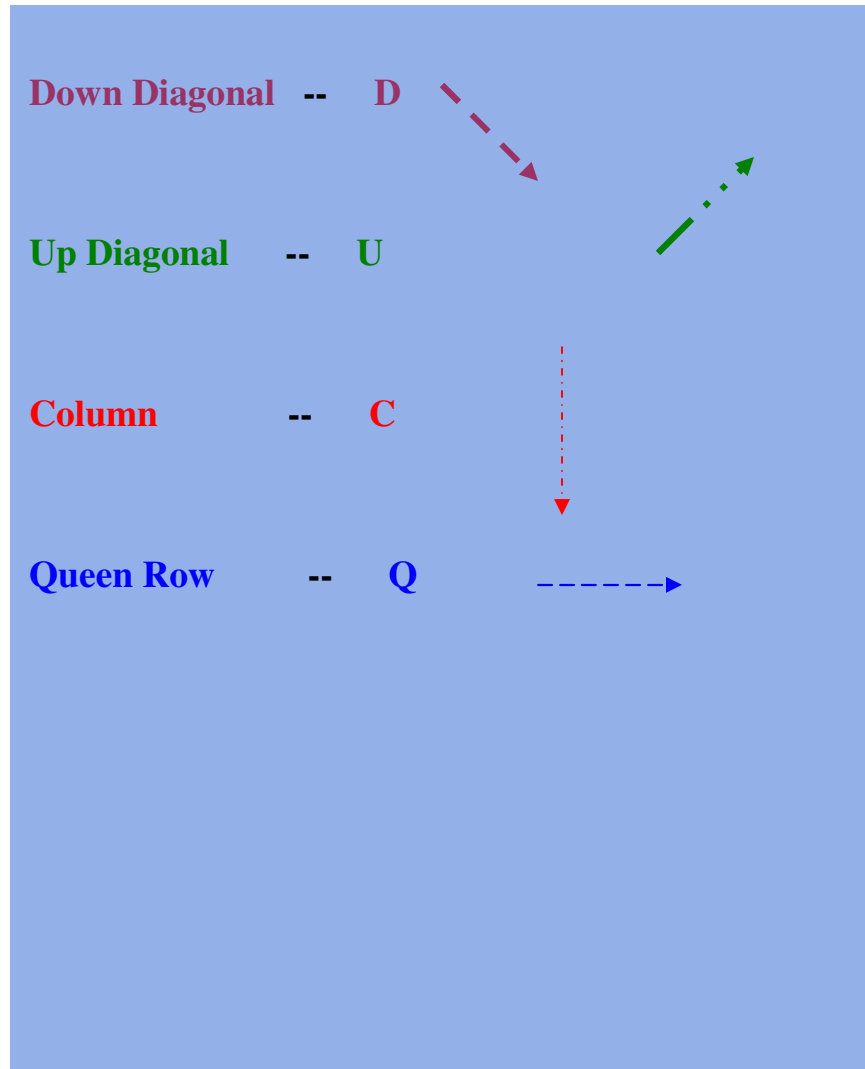 Down Diagonal -- D
Up Diagonal -- U
Column -- C
Queen Row -- Q